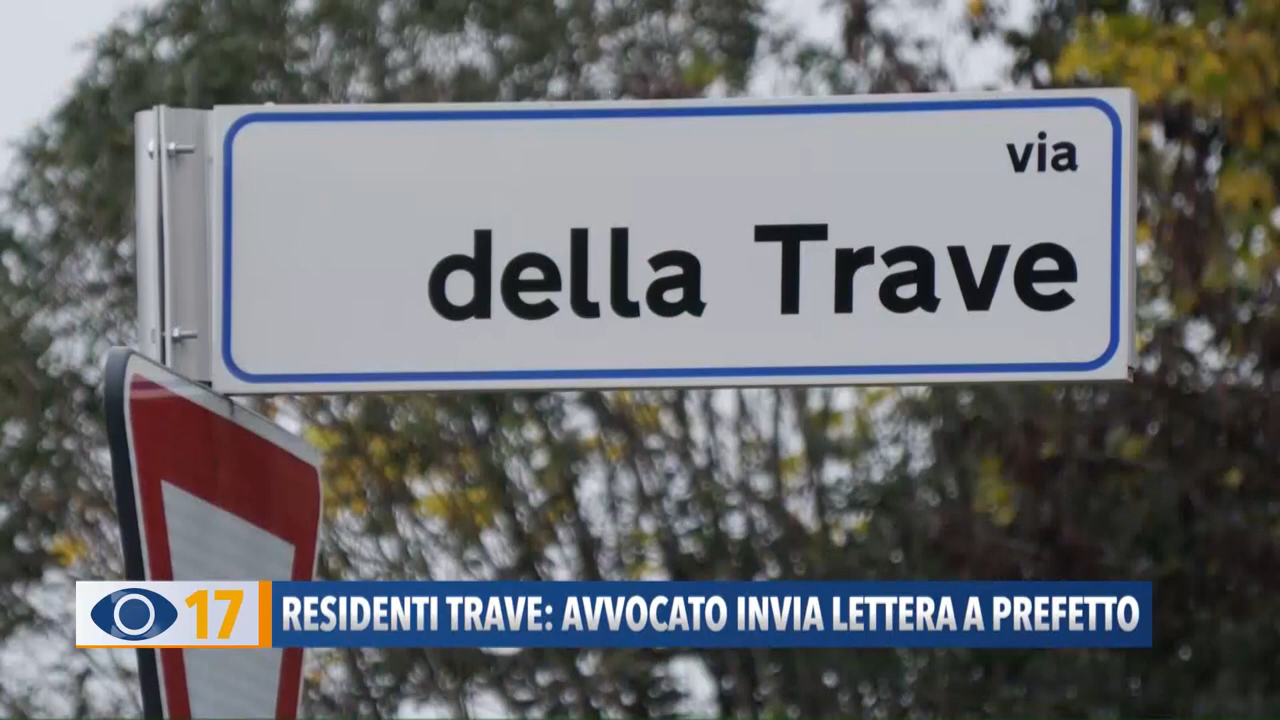 via
della Trave
17
RESIDENTI TRAVE: AVVOCATO INVIA LETTERA A PREFETTO